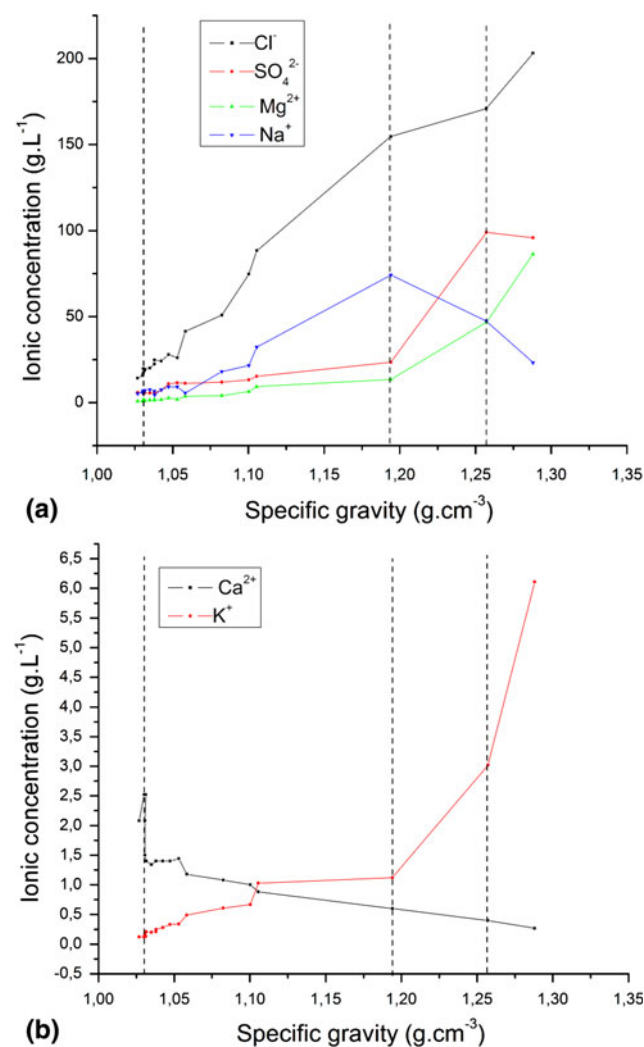 Cl⁻
SO₄²⁻
Mg²⁺
Na⁺
200
150
100
50
0
Ionic concentration (g.L⁻¹)
1,00 1,05 1,10 1,15 1,20 1,25 1,30 1,35
Specific gravity (g.cm⁻³)
(a)
Ca²⁺
K⁺
6,5
6,0
5,5
5,0
4,5
4,0
3,5
3,0
2,5
2,0
1,5
1,0
0,5
0,0
-0,5
Ionic concentration (g.L⁻¹)
1,00 1,05 1,10 1,15 1,20 1,25 1,30 1,35
Specific gravity (g.cm⁻³)
(b)